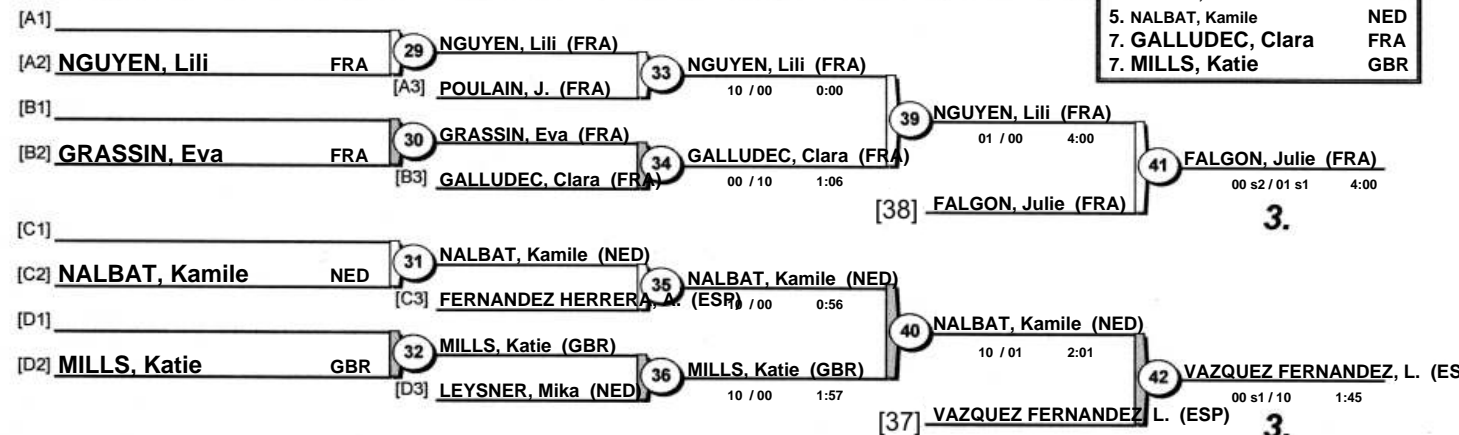 5. NALBAT, Kamile NED
7. GALLUDEC, Clara FRA
7. MILLS, Katie GBR
[A1]
[A2] NGUYEN, Lili FRA
29
NGUYEN, Lili (FRA)
[A3] POULAIN, J. (FRA)
33
NGUYEN, Lili (FRA)
10 / 00 0:00
[B1]
[B2] GRASSIN, Eva FRA
30
GRASSIN, Eva (FRA)
[B3] GALLUDEC, Clara (FRA)
34
GALLUDEC, Clara (FRA)
00 / 10 1:06
39
NGUYEN, Lili (FRA)
01 / 00 4:00
[38] FALGON, Julie (FRA)
41
FALGON, Julie (FRA)
00 s2 / 01 s1 4:00
3.
[C1]
[C2] NALBAT, Kamile NED
31
NALBAT, Kamile (NED)
[C3] FERNANDEZ HERRERA, A. (ESP)
35
NALBAT, Kamile (NED)
10 / 00 0:56
[D1]
[D2] MILLS, Katie GBR
32
MILLS, Katie (GBR)
[D3] LEYSNER, Mika (NED)
36
MILLS, Katie (GBR)
10 / 00 1:57
40
NALBAT, Kamile (NED)
10 / 01 2:01
[37] VAZQUEZ FERNANDEZ, L. (ESP)
42
VAZQUEZ FERNANDEZ, L. (ES
00 s1 / 10 1:45
3.